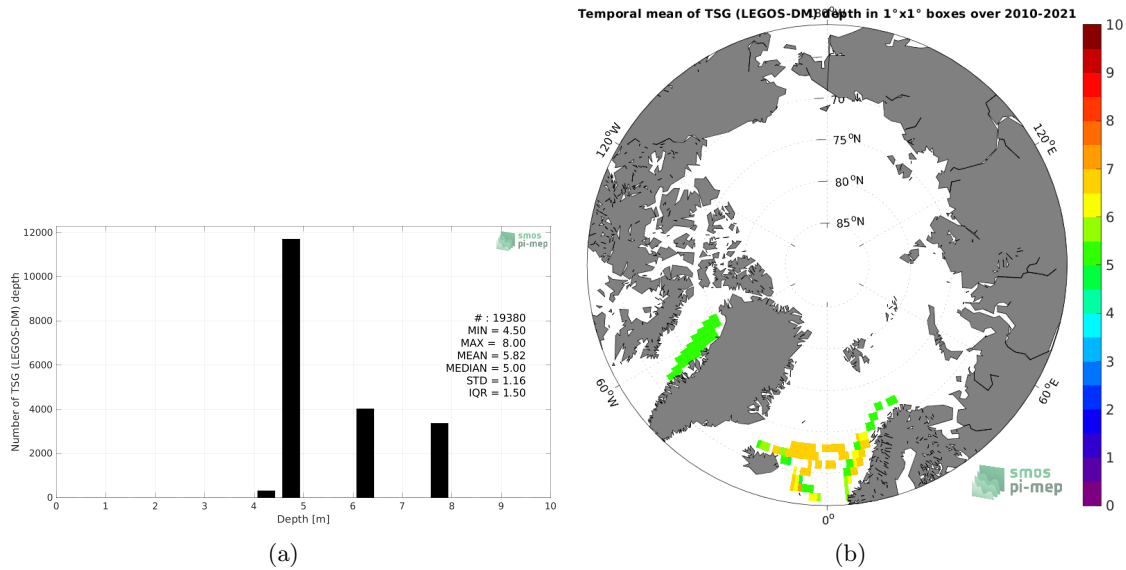 Temporal mean of TSG (LEGOS-DM) depth in 1°x1° boxes over 2010-2021
120°W
70
75°N
80°N
85°N
120°E
60°W
60°E
0°
10
9
8
7
6
5
4
3
2
1
0
smos
pi-mep
12000
10000
8000
6000
4000
2000
0
Number of TSG (LEGOS-DM) depth
smos
pi-mep
# : 19380
MIN = 4.50
MAX = 8.00
MEAN = 5.82
MEDIAN = 5.00
STD = 1.16
IQR = 1.50
0 1 2 3 4 5 6 7 8 9 10
Depth [m]
(a)
(b)